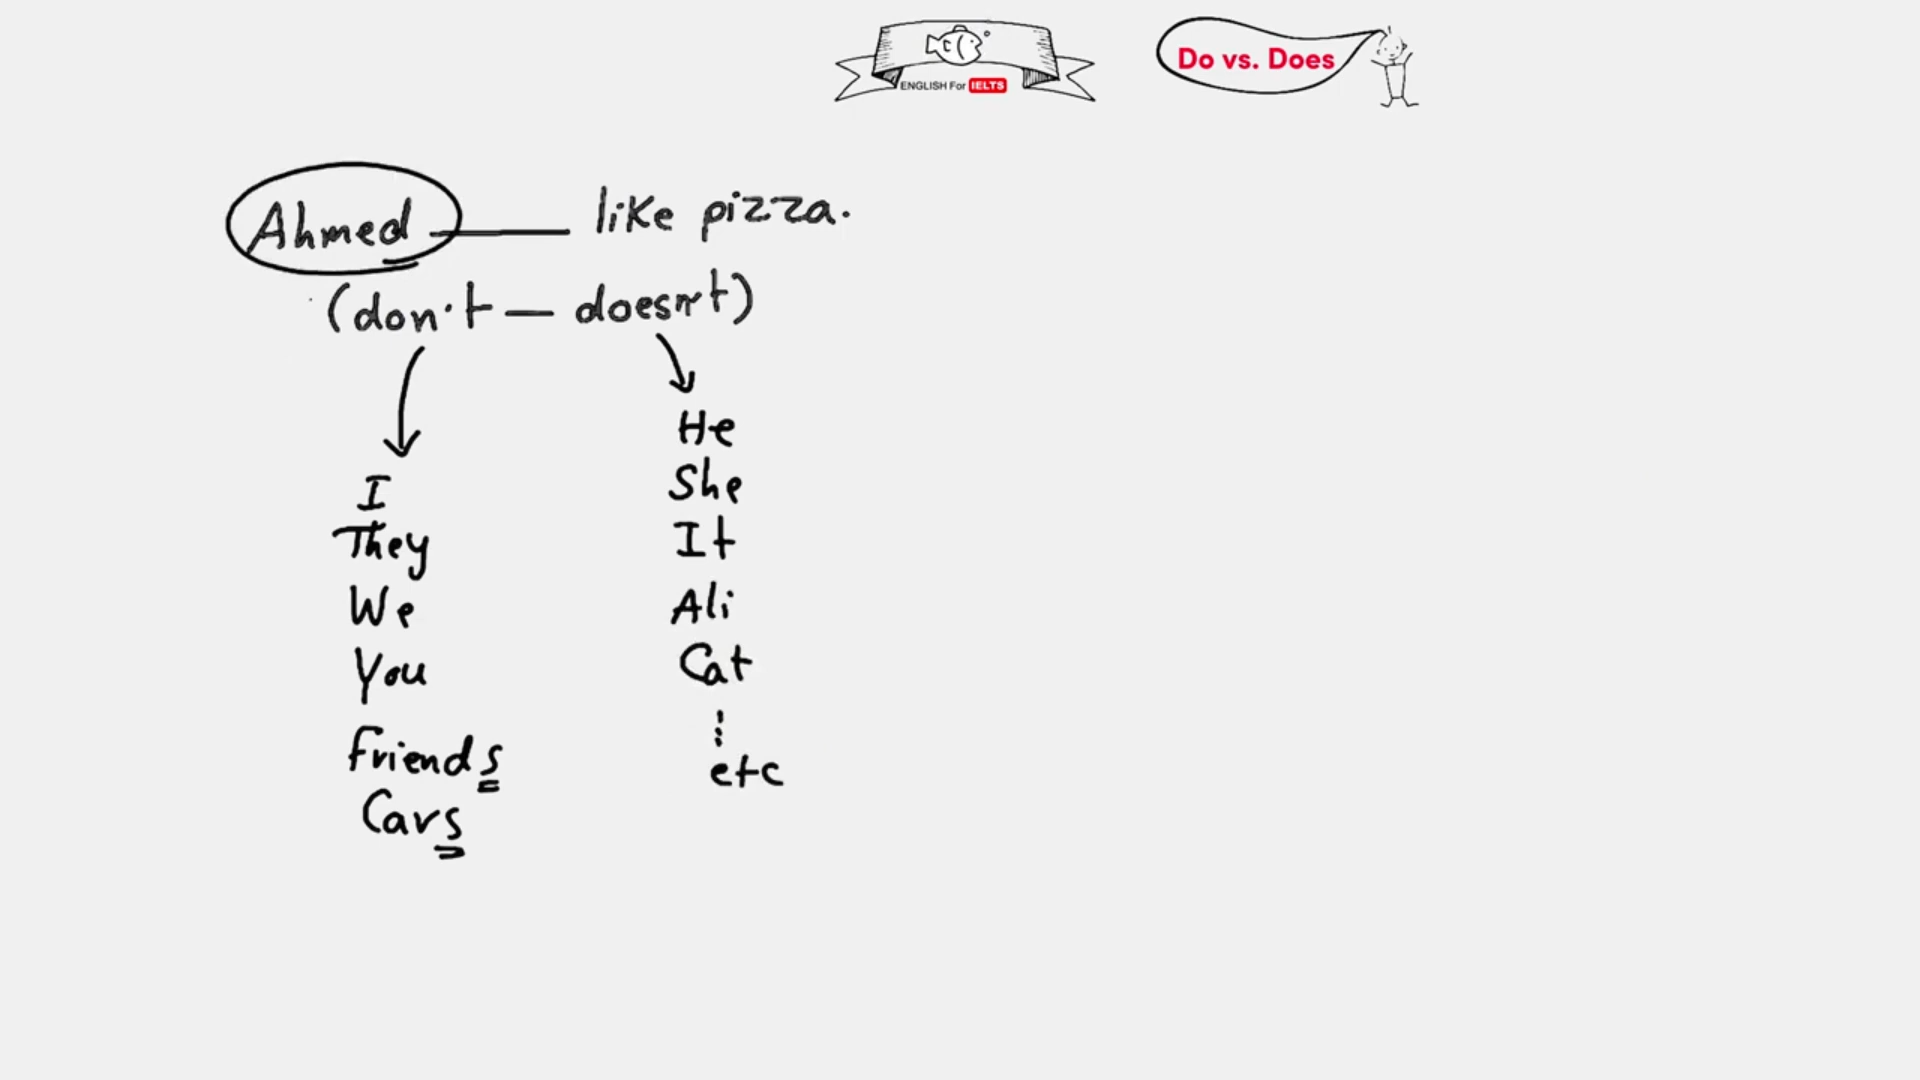 ENGLISH For IELTS
Do vs. Does
Ahmed ____ like pizza.
(don't — doesn't)
I
They
We
You
Friends
Cars
He
She
It
Ali
Cat
⋮
etc